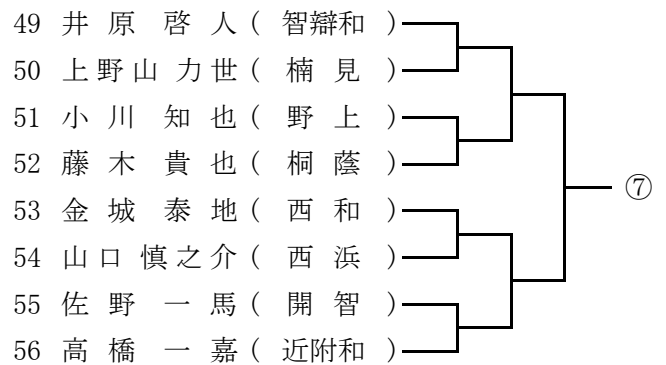 49 井原 啓人（智辯和）
50 上野山力世（楠見）
51 小川 知也（野上）
52 藤木貴也（桐蔭）
53 金城 泰地（西和）
54 山口慎之介（西浜）
⑦
55 佐野 一馬（開智）
56 高橋一嘉（近附和）